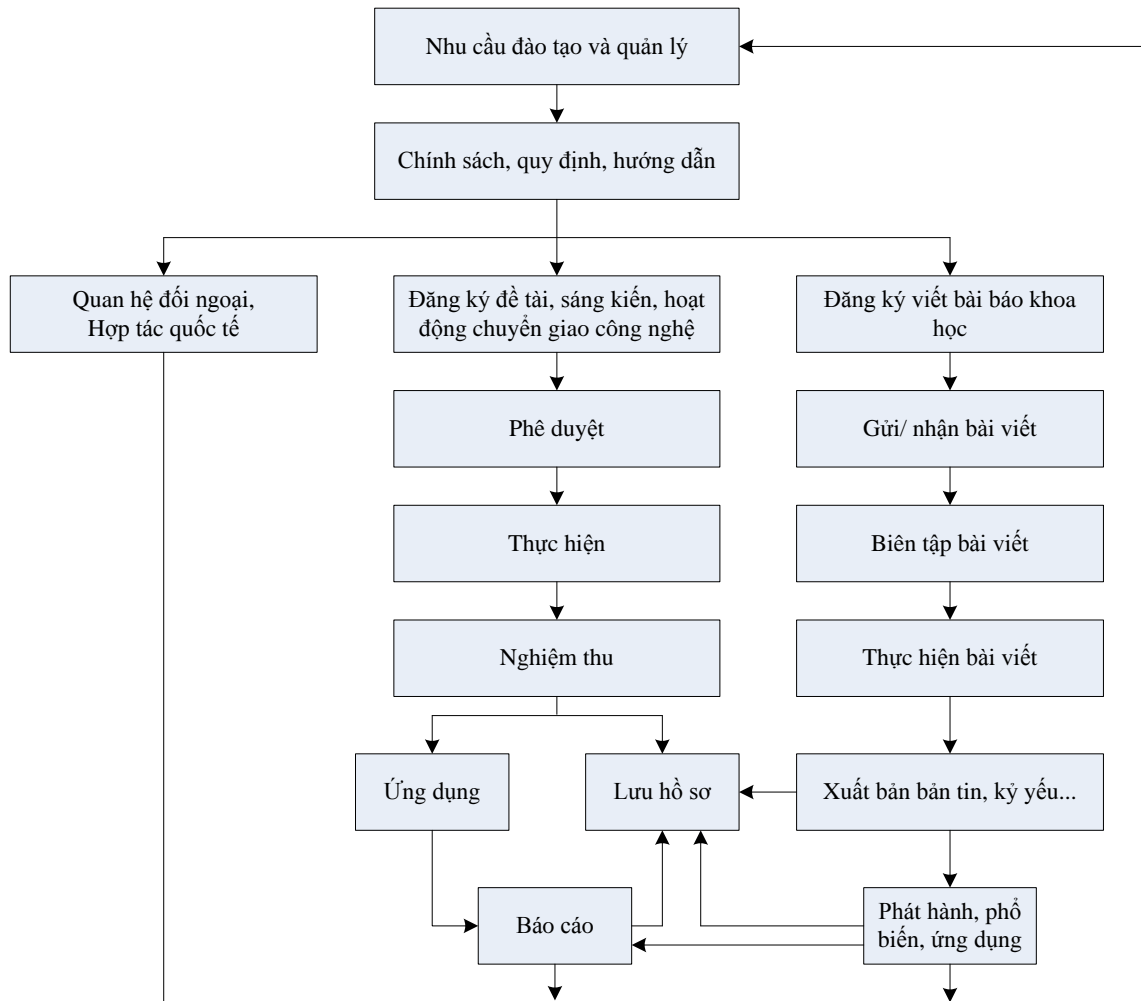 Nhu cầu đào tạo và quản lý
Chính sách, quy định, hướng dẫn
Quan hệ đối ngoại,
Hợp tác quốc tế
Đăng ký đề tài, sáng kiến, hoạt
động chuyển giao công nghệ
Đăng ký viết bài báo khoa
học
Phê duyệt
Gửi/ nhận bài viết
Thực hiện
Biên tập bài viết
Nghiệm thu
Thực hiện bài viết
Ứng dụng
Lưu hồ sơ
Xuất bản bản tin, kỷ yếu...
Báo cáo
Phát hành, phổ
biến, ứng dụng